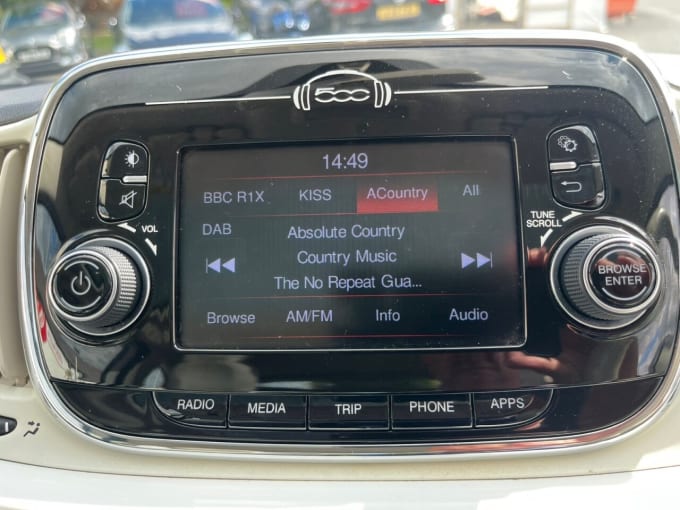 500
14:49
BBC R1X KISS ACountry All
DAB Absolute Country
Country Music
The No Repeat Gua...
Browse AM/FM Info Audio
VOL
TUNE
SCROLL
BROWSE
ENTER
RADIO MEDIA TRIP PHONE APPS